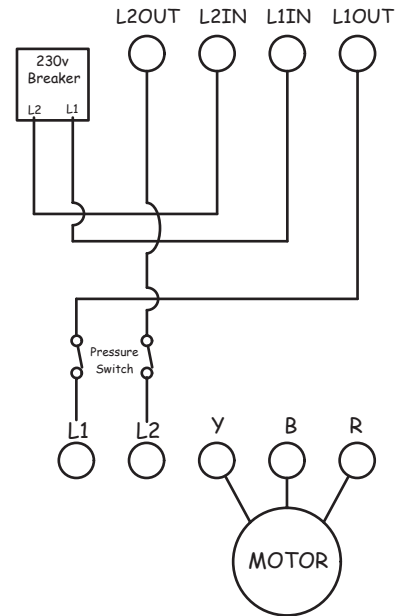 L2OUT L2IN L1IN L1OUT
230v
Breaker
L2 L1
Pressure
Switch
L1 L2 Y B R
MOTOR